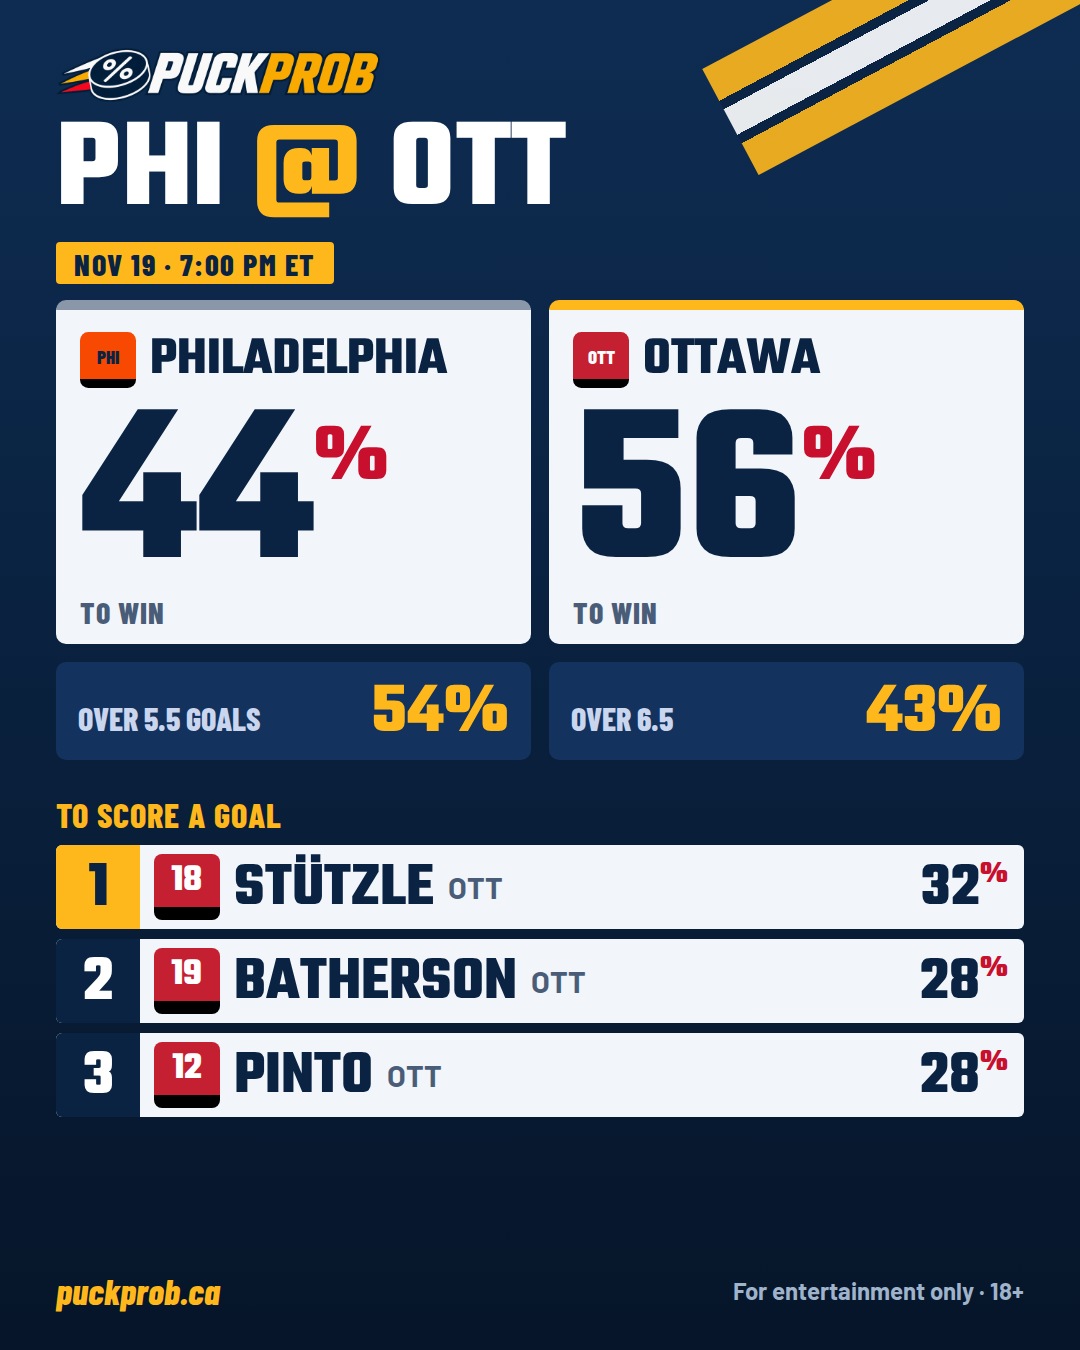 %PUCKPROB
PHI @ OTT
NOV 19 · 7:00 PM ET
PHI PHILADELPHIA
44%
TO WIN
OTT OTTAWA
56%
TO WIN
OVER 5.5 GOALS 54%
OVER 6.5 43%
TO SCORE A GOAL
1 18 STÜTZLE OTT 32%
2 19 BATHERSON OTT 28%
3 12 PINTO OTT 28%
puckprob.ca
For entertainment only · 18+